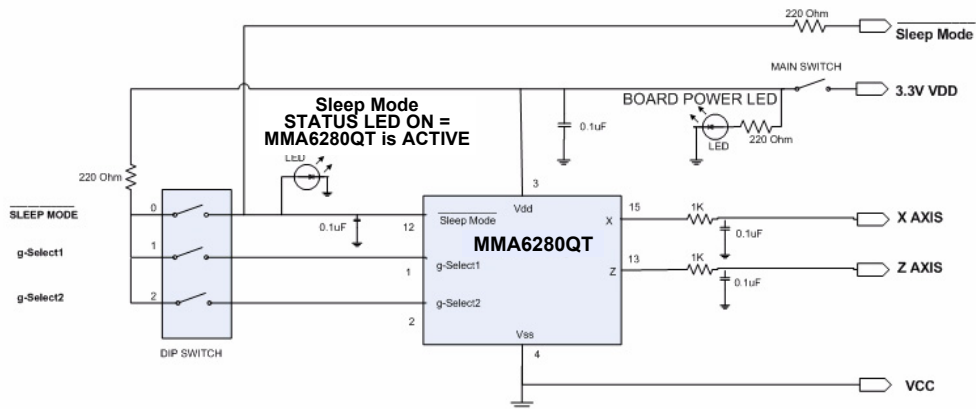 220 Ohm
Sleep Mode
MAIN SWITCH
3.3V VDD
Sleep Mode
STATUS LED ON =
MMA6280QT is ACTIVE
BOARD POWER LED
0.1uF
LED
220 Ohm
LED
220 Ohm
3
SLEEP MODE
0
0.1uF
12
Sleep Mode
Vdd
X
15
1K
X AXIS
0.1uF
MMA6280QT
g-Select1
1
1
g-Select1
Z
13
1K
Z AXIS
0.1uF
g-Select2
2
2
g-Select2
Vss
4
DIP SWITCH
VCC